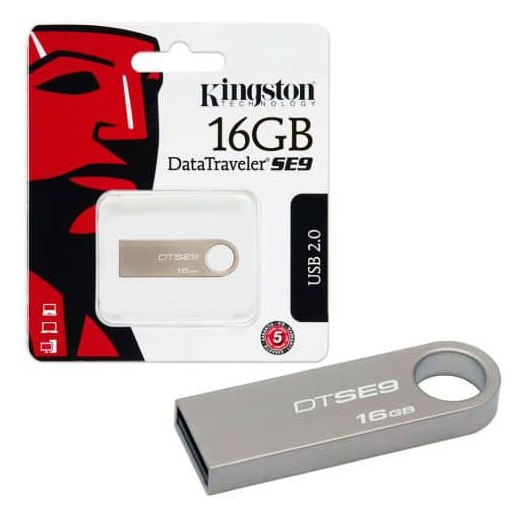 Kingston
TECHNOLOGY
16GB
DataTraveler® SE9
USB 2.0
DTSE9
16GB
5
DTSE9
16GB